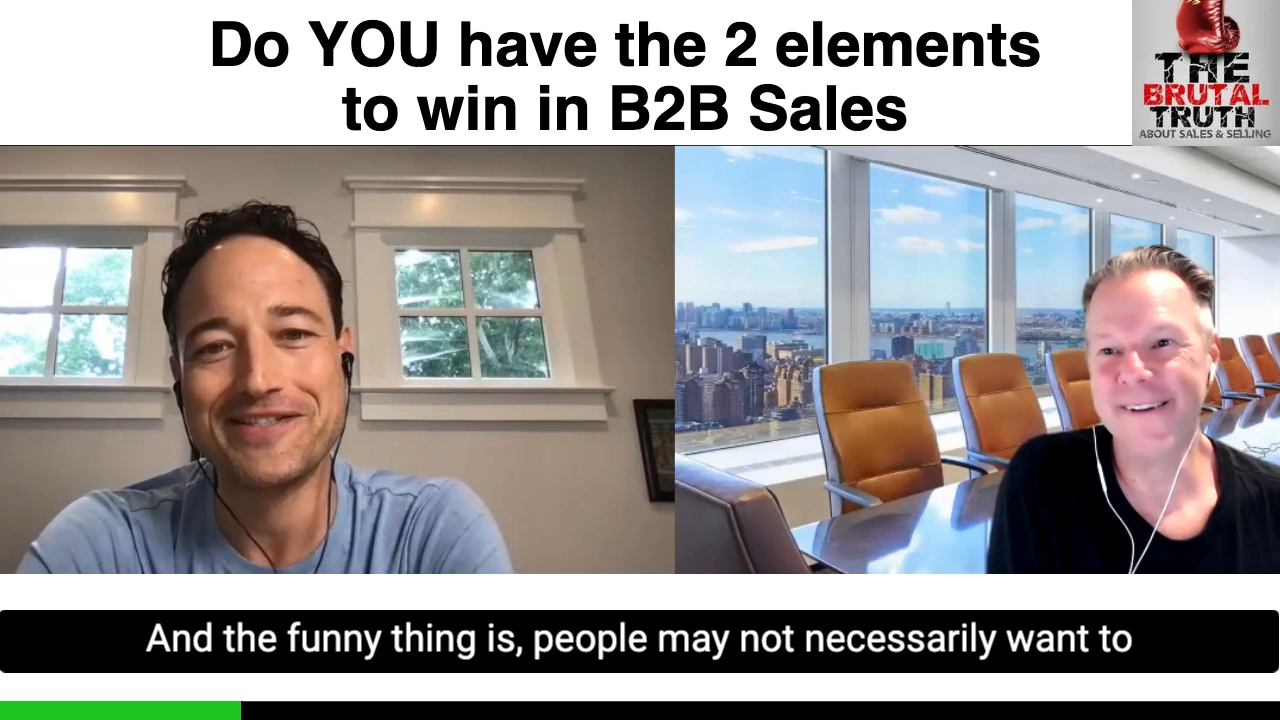 Do YOU have the 2 elements
to win in B2B Sales
THE
BRUTAL
TRUTH
ABOUT SALES & SELLING
And the funny thing is, people may not necessarily want to